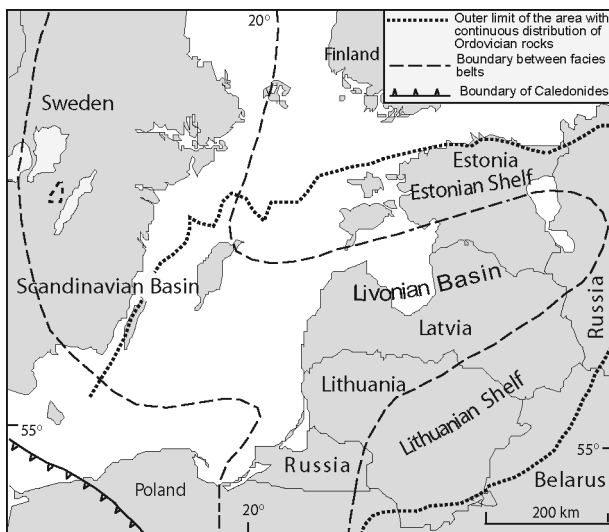 20°
Outer limit of the area with
continuous distribution of
Ordovician rocks
Boundary between facies
belts
Boundary of Caledonides
Finland
Sweden
Estonia
Estonian Shelf
Scandinavian Basin
Livonian Basin
Russia
Latvia
Lithuania
Lithuanian Shelf
55°
55°
Russia
Belarus
Poland
20°
200 km